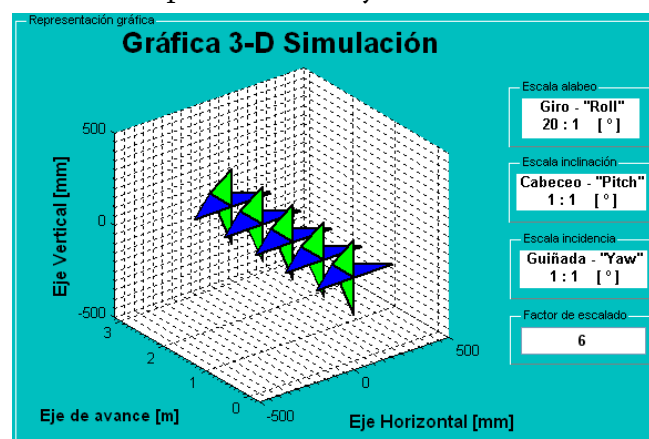 Representación gráfica
Gráfica 3-D Simulación
Eje Vertical [mm]
500
0
-500
3
2
1
0
Eje de avance [m]
-500
0
500
Eje Horizontal [mm]
Escala alabeo
Giro - "Roll"
20 : 1 [ º ]
Escala inclinación
Cabeceo - "Pitch"
1 : 1 [ º ]
Escala incidencia
Guiñada - "Yaw"
1 : 1 [ º ]
Factor de escalado
6